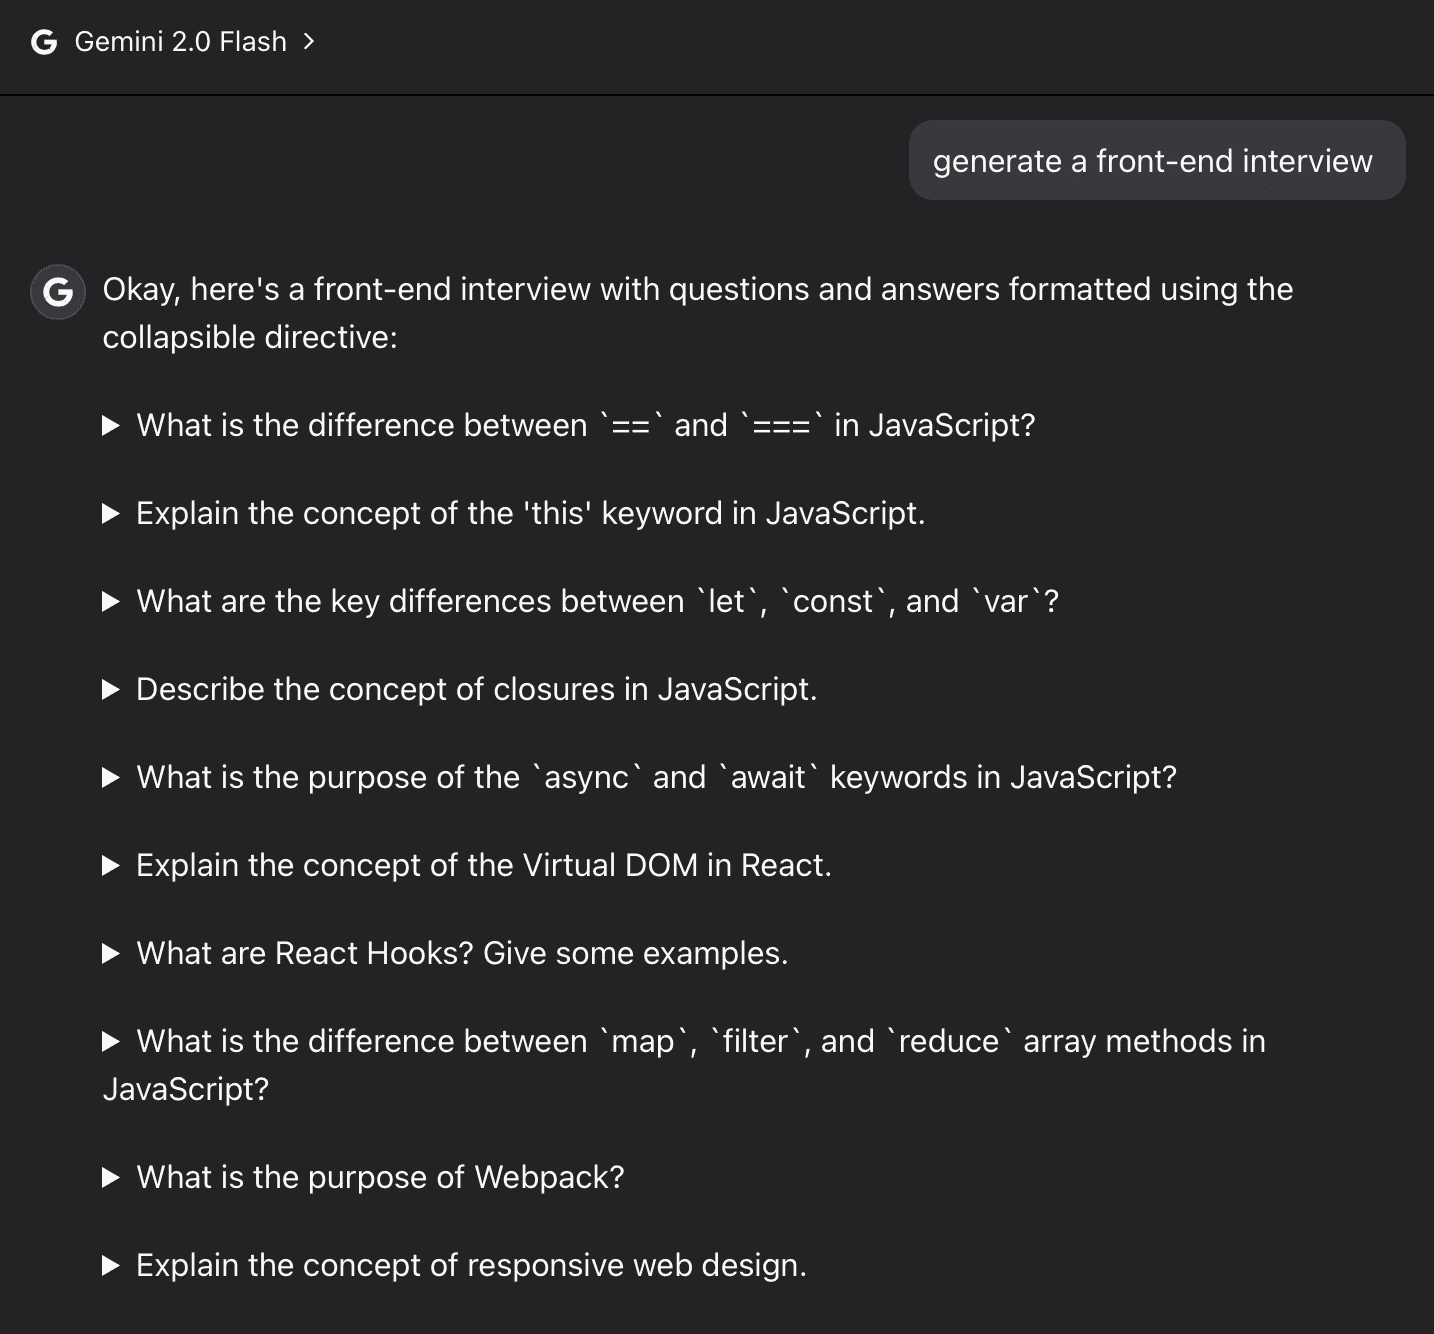 Gemini 2.0 Flash
generate a front-end interview
Okay, here's a front-end interview with questions and answers formatted using the
collapsible directive:
What is the difference between `==` and `===` in JavaScript?
Explain the concept of the 'this' keyword in JavaScript.
What are the key differences between `let`, `const`, and `var`?
Describe the concept of closures in JavaScript.
What is the purpose of the `async` and `await` keywords in JavaScript?
Explain the concept of the Virtual DOM in React.
What are React Hooks? Give some examples.
What is the difference between `map`, `filter`, and `reduce` array methods in
JavaScript?
What is the purpose of Webpack?
Explain the concept of responsive web design.